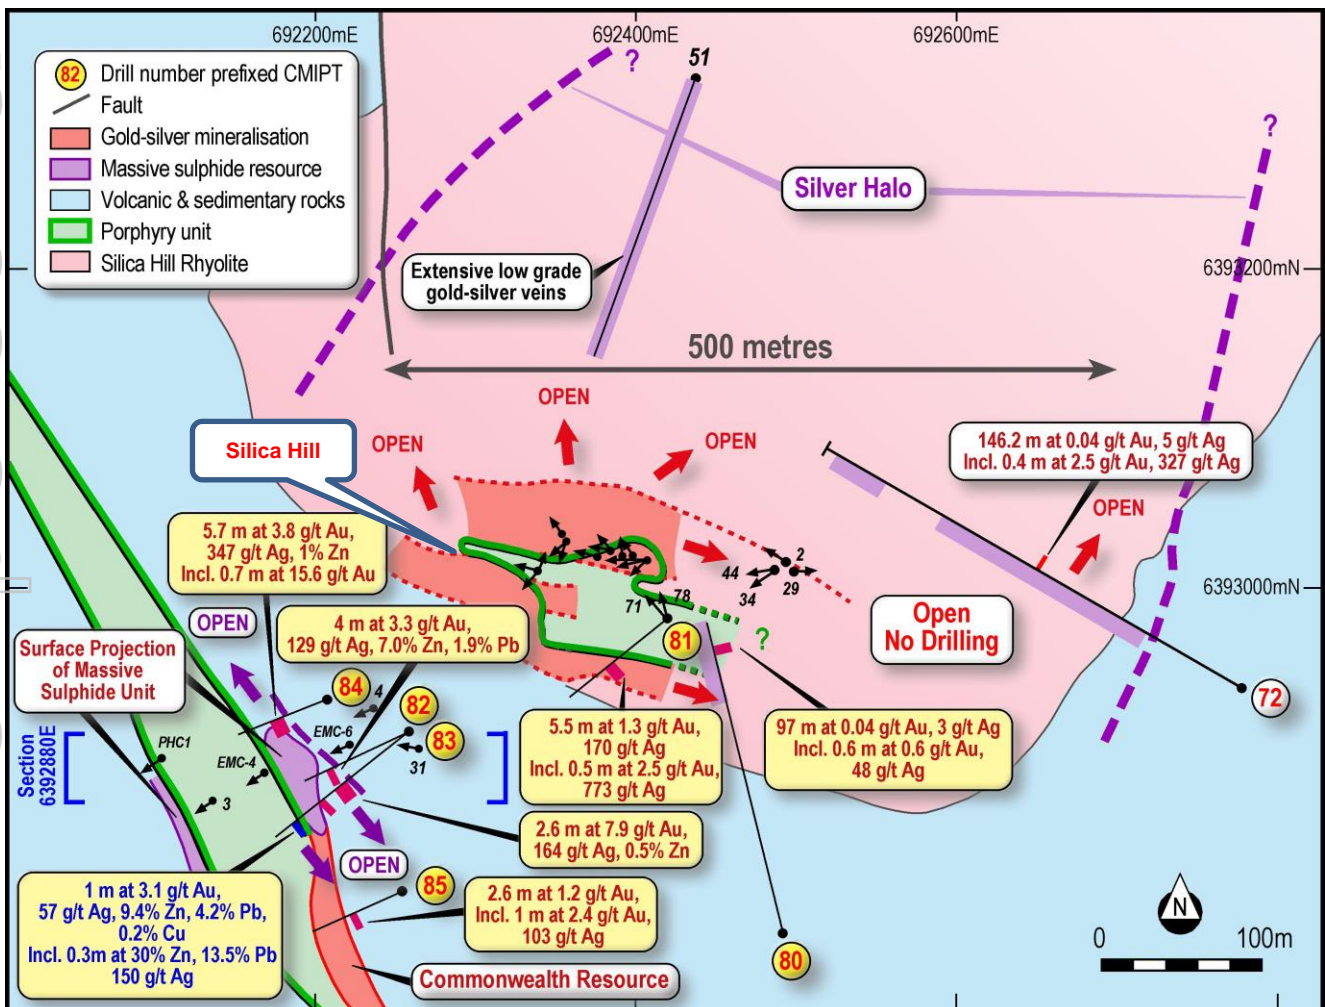 692200mE
692400mE
692600mE
82 Drill number prefixed CMIPT
Fault
Gold-silver mineralisation
Massive sulphide resource
Volcanic & sedimentary rocks
Porphyry unit
Silica Hill Rhyolite
?
51
?
Silver Halo
Extensive low grade
gold-silver veins
6393200mN
500 metres
OPEN
OPEN
OPEN
Silica Hill
146.2 m at 0.04 g/t Au, 5 g/t Ag
Incl. 0.4 m at 2.5 g/t Au, 327 g/t Ag
OPEN
5.7 m at 3.8 g/t Au,
347 g/t Ag, 1% Zn
Incl. 0.7 m at 15.6 g/t Au
2
44
34
29
6393000mN
71
78
81
?
Open
No Drilling
OPEN
4 m at 3.3 g/t Au,
129 g/t Ag, 7.0% Zn, 1.9% Pb
Surface Projection
of Massive
Sulphide Unit
84
4
82
83
EMC-6
31
PHC1
EMC-4
3
72
Section
6392880E
5.5 m at 1.3 g/t Au,
170 g/t Ag
Incl. 0.5 m at 2.5 g/t Au,
773 g/t Ag
97 m at 0.04 g/t Au, 3 g/t Ag
Incl. 0.6 m at 0.6 g/t Au,
48 g/t Ag
2.6 m at 7.9 g/t Au,
164 g/t Ag, 0.5% Zn
OPEN
85
1 m at 3.1 g/t Au,
57 g/t Ag, 9.4% Zn, 4.2% Pb,
0.2% Cu
Incl. 0.3m at 30% Zn, 13.5% Pb
150 g/t Ag
2.6 m at 1.2 g/t Au,
Incl. 1 m at 2.4 g/t Au,
103 g/t Ag
Commonwealth Resource
80
N
0
100m